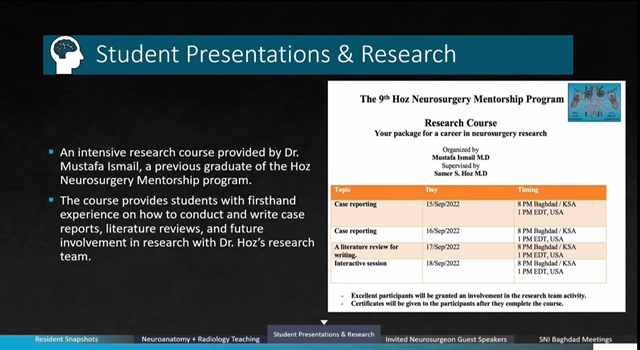 Student Presentations & Research
An intensive research course provided by Dr.
Mustafa Ismail, a previous graduate of the Hoz
Neurosurgery Mentorship program.
The course provides students with firsthand
experience on how to conduct and write case
reports, literature reviews, and future
involvement in research with Dr. Hoz's research
team.
The 9th Hoz Neurosurgery Mentorship Program
Research Course
Your package for a career in neurosurgery research
Organized by
Mustafa Ismail M.D
Supervised by
Samer S. Hoz M.D
Topic Day Timing
Case reporting 15/Sep/2022 8 PM Baghdad / KSA
1 PM EDT, USA
Case reporting 16/Sep/2022 8 PM Baghdad / KSA
1 PM EDT, USA
A literature review for 17/Sep/2022 8 PM Baghdad / KSA
writing. 1 PM EDT, USA
Interactive session 18/Sep/2022 8 PM Baghdad / KSA
1 PM EDT, USA
- Excellent participants will be granted an involvement in the research team activity.
- Certificates will be given to the participants after they complete the course.
Resident Snapshots Neuroanatomy + Radiology Teaching Student Presentations & Research Invited Neurosurgeon Guest Speakers SNI Baghdad Meetings